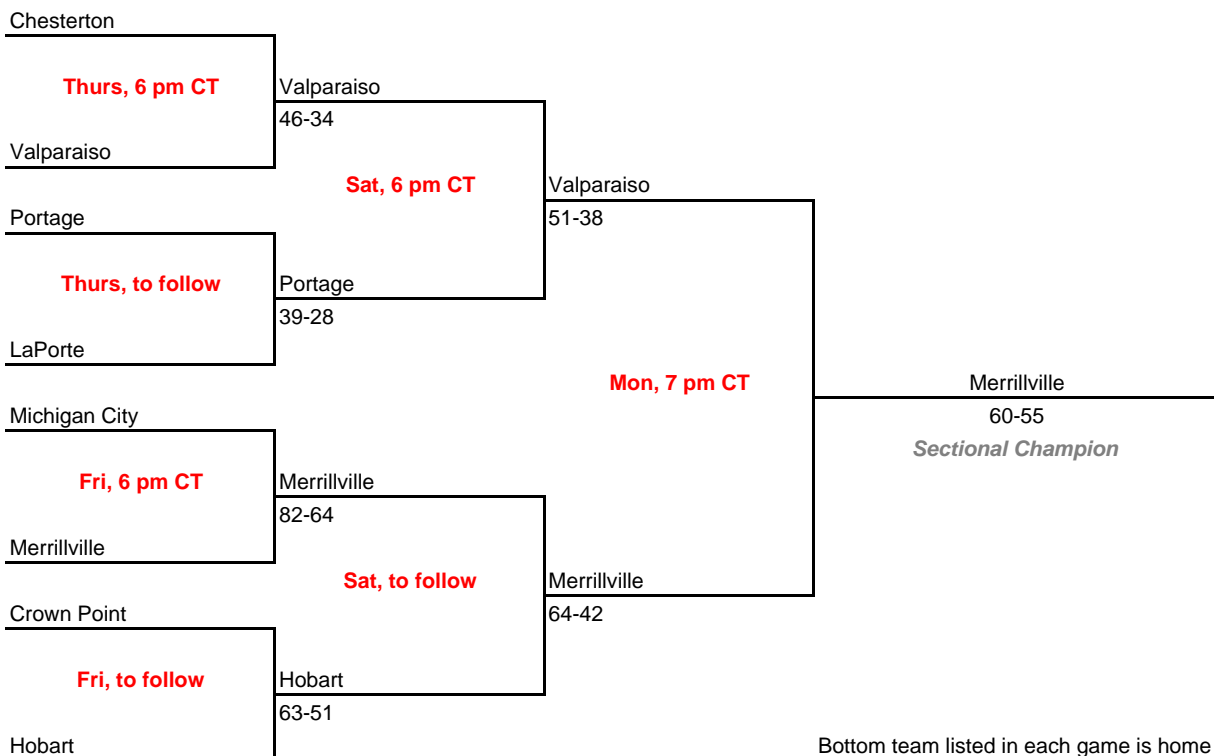 Chesterton
Thurs, 6 pm CT
Valparaiso
46-34
Valparaiso
Sat, 6 pm CT
Valparaiso
51-38
Portage
Thurs, to follow
Portage
39-28
LaPorte
Mon, 7 pm CT
Merrillville
60-55
Sectional Champion
Michigan City
Fri, 6 pm CT
Merrillville
82-64
Merrillville
Sat, to follow
Merrillville
64-42
Crown Point
Fri, to follow
Hobart
63-51
Hobart
Bottom team listed in each game is home